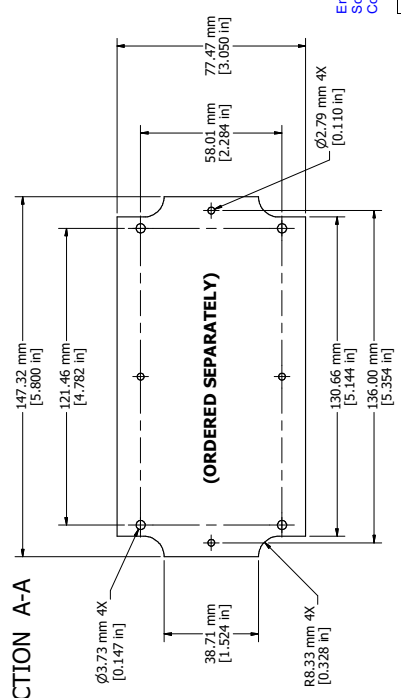 CTION A-A
147.32 mm
[5.800 in]
121.46 mm
[4.782 in]
Ø3.73 mm 4X
[0.147 in]
38.71 mm
[1.524 in]
R8.33 mm 4X
[0.328 in]
(ORDERED SEPARATELY)
77.47 mm
[3.050 in]
58.01 mm
[2.284 in]
Ø2.79 mm 4X
[0.110 in]
130.66 mm
[5.144 in]
136.00 mm
[5.354 in]